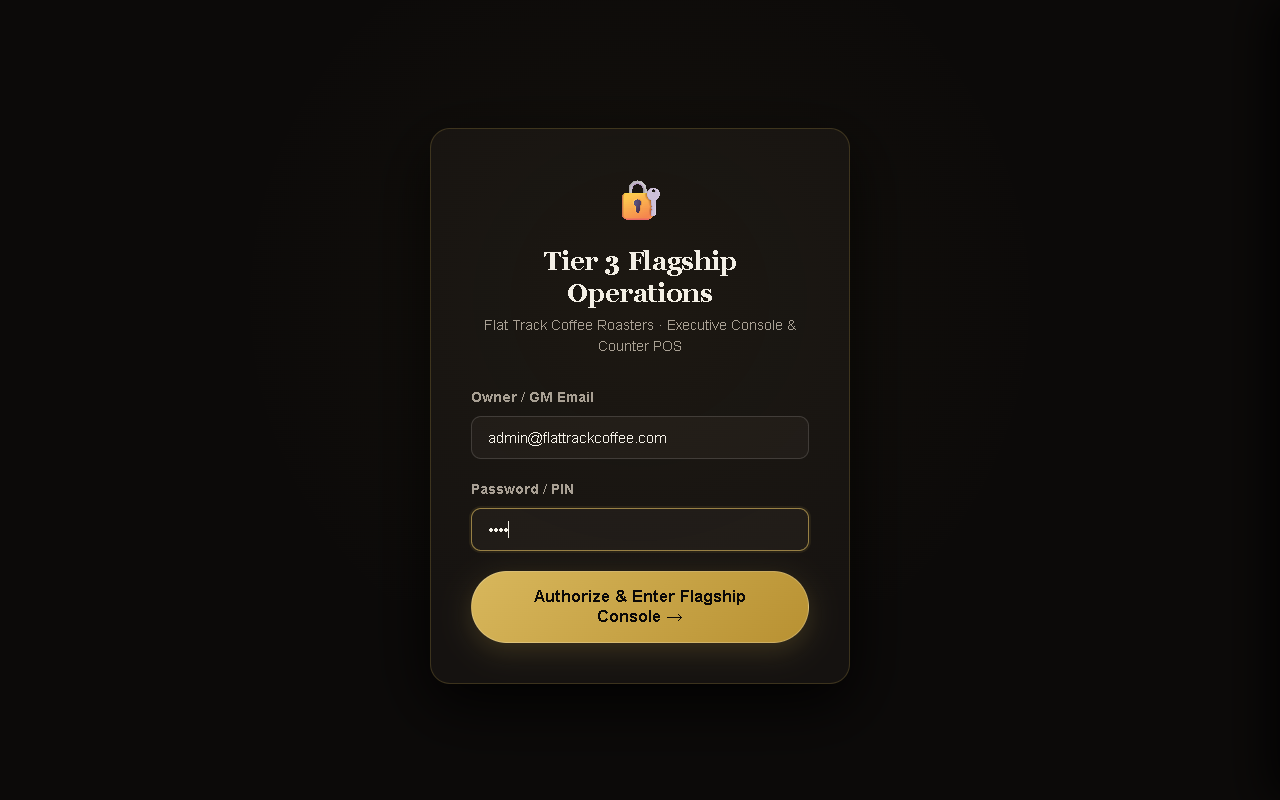 Tier 3 Flagship
Operations
Flat Track Coffee Roasters · Executive Console &
Counter POS
Owner / GM Email
admin@flattrackcoffee.com
Password / PIN
••••
Authorize & Enter Flagship
Console →